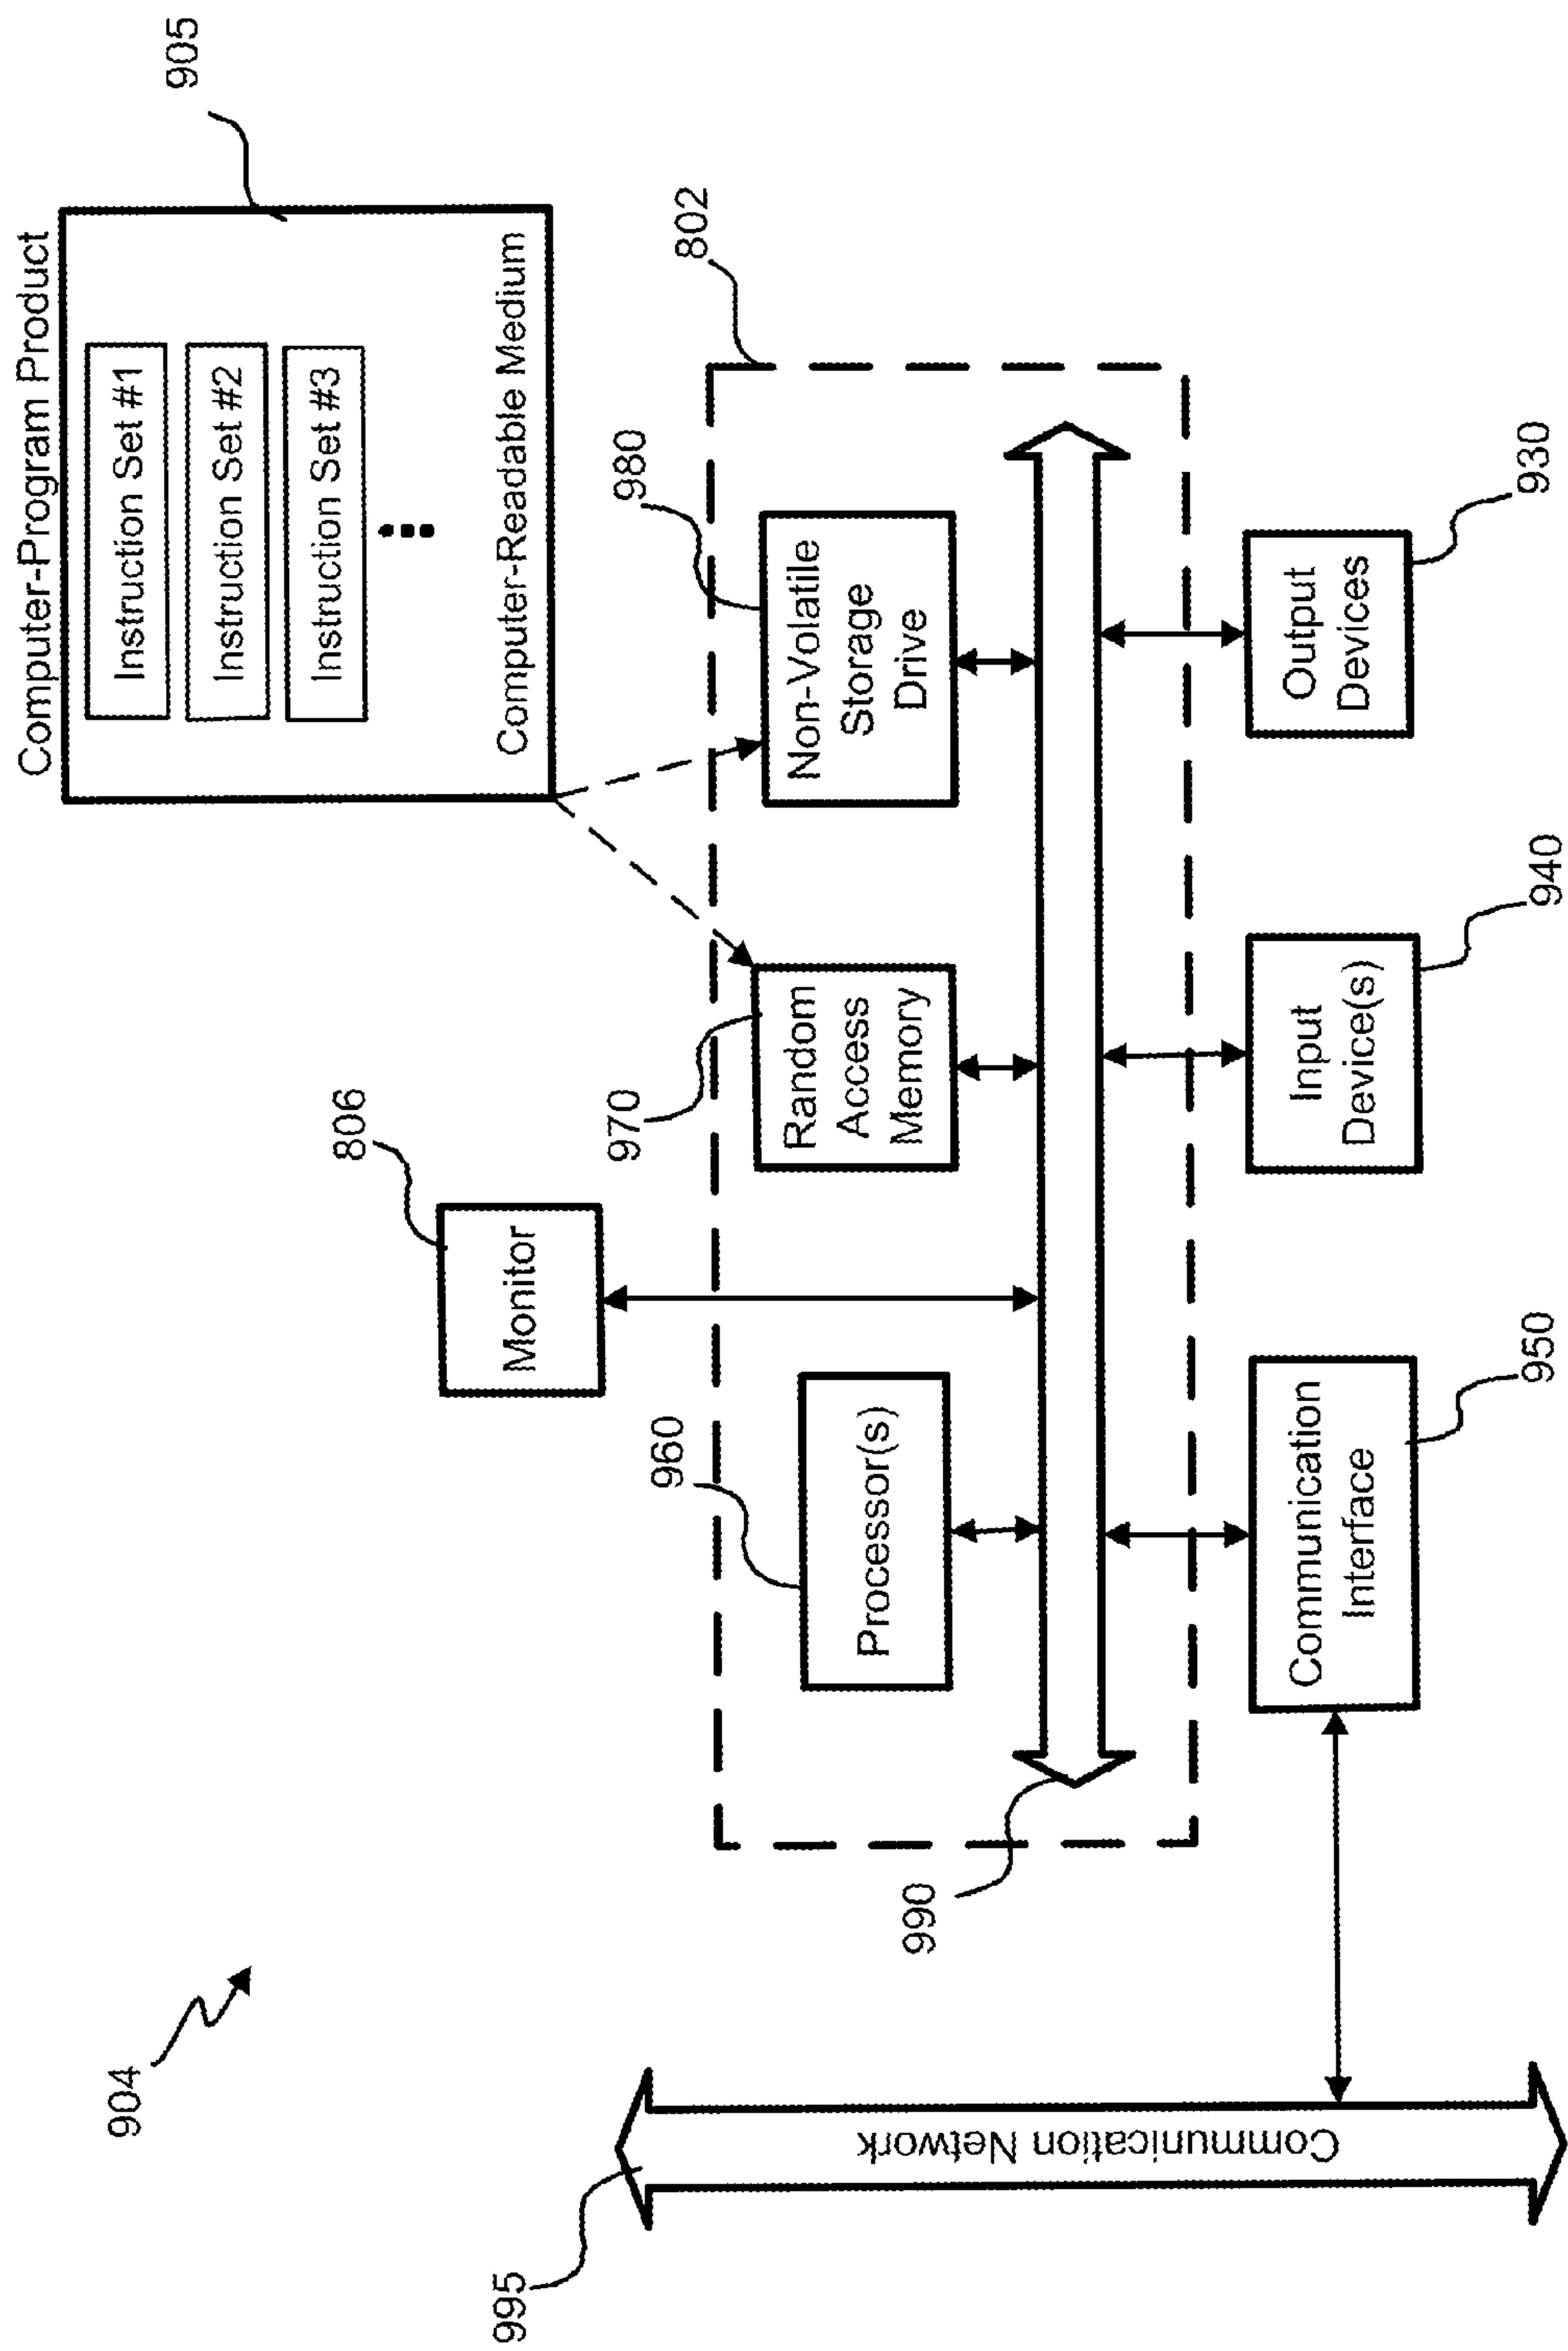 Computer-Program Product
905
Instruction Set #1
Instruction Set #2
Instruction Set #3
Computer-Readable Medium
904
806
Monitor
802
960
970
980
Processor(s)
Random
Access
Memory
Non-Volatile
Storage
Drive
990
995
Communication Network
Communication
Interface
Input
Device(s)
Output
Devices
950
940
930